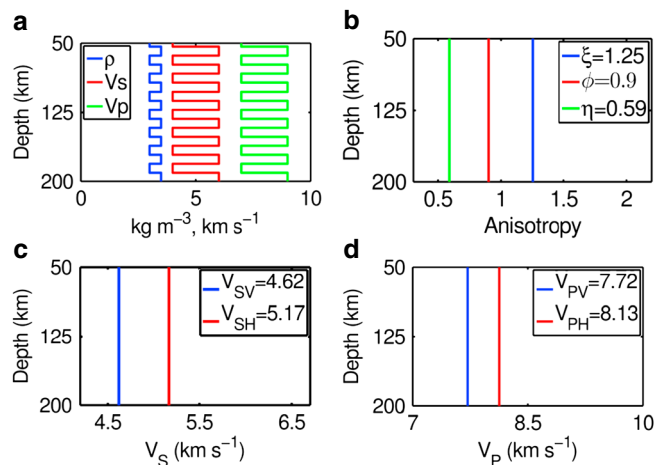 a
50
125
200
Depth (km)
ρ
Vs
Vp
0
5
10
kg m⁻³, km s⁻¹
b
50
125
200
Depth (km)
ξ=1.25
ϕ=0.9
η=0.59
0.5
1
1.5
2
Anisotropy
c
50
125
200
Depth (km)
V_SV=4.62
V_SH=5.17
4.5
5.5
6.5
V_S (km s⁻¹)
d
50
125
200
Depth (km)
V_PV=7.72
V_PH=8.13
7
8.5
10
V_P (km s⁻¹)